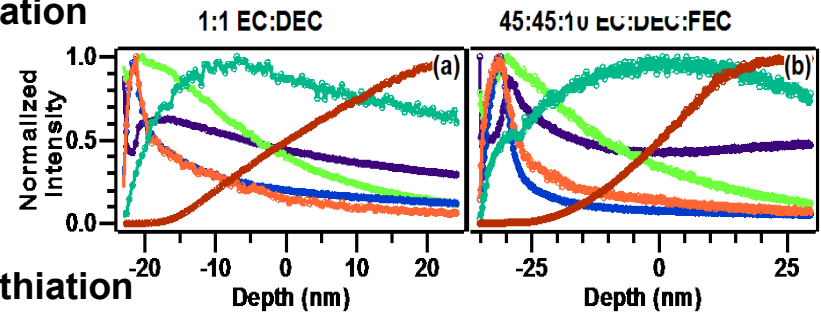 ation
1:1 EC:DEC
45:45:10 EC:DEC:FEC
Normalized
Intensity
1.0
0.5
0.0
(a)
(b)
-20 -10 0 10 20
-25 0 25
thiation
Depth (nm)
Depth (nm)